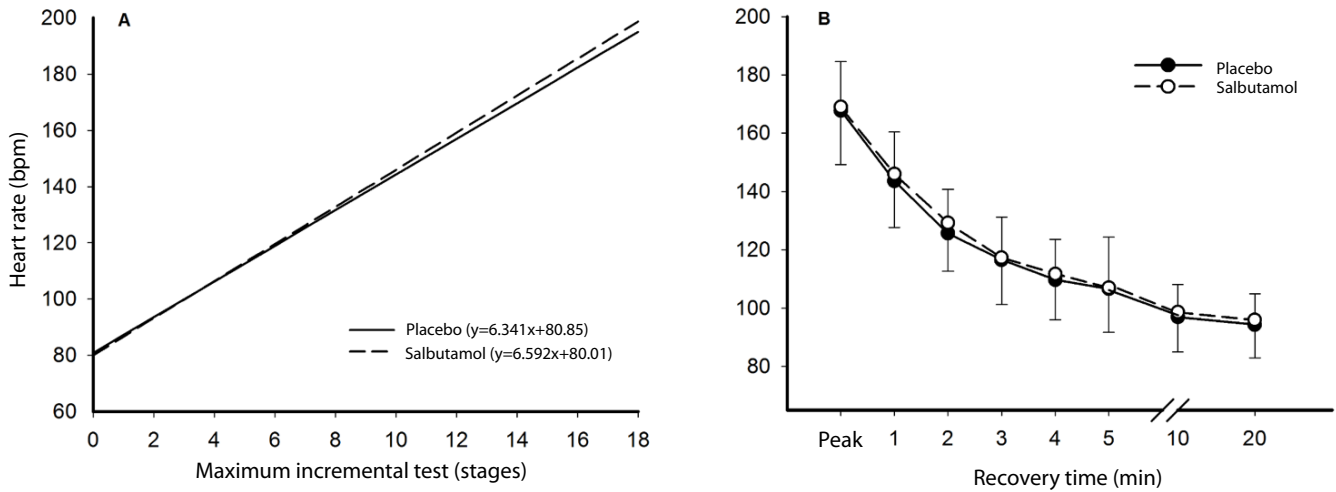 A
200
180
160
140
120
100
80
60
Heart rate (bpm)
Placebo (y=6.341x+80.85)
Salbutamol (y=6.592x+80.01)
0 2 4 6 8 10 12 14 16 18
Maximum incremental test (stages)
B
200
180
160
140
120
100
80
Placebo
Salbutamol
Peak 1 2 3 4 5 10 20
Recovery time (min)